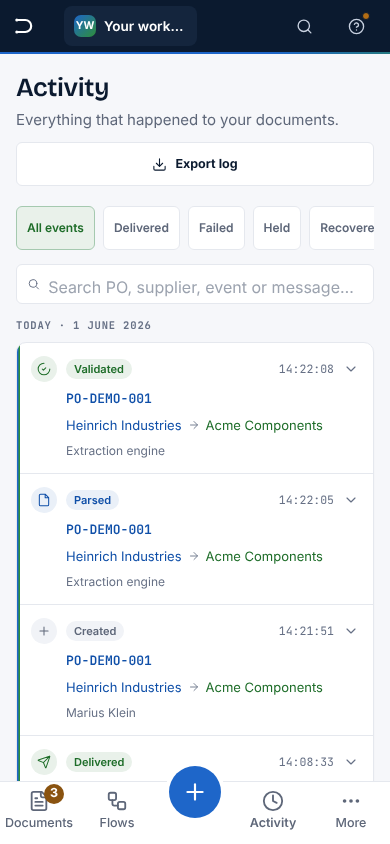 YW Your work...
Activity
Everything that happened to your documents.
Export log
All events Delivered Failed Held Recovere
Search PO, supplier, event or message...
TODAY · 1 JUNE 2026
Validated 14:22:08
PO-DEMO-001
Heinrich Industries → Acme Components
Extraction engine
Parsed 14:22:05
PO-DEMO-001
Heinrich Industries → Acme Components
Extraction engine
Created 14:21:51
PO-DEMO-001
Heinrich Industries → Acme Components
Marius Klein
Delivered 14:08:33
3
Documents Flows Activity More